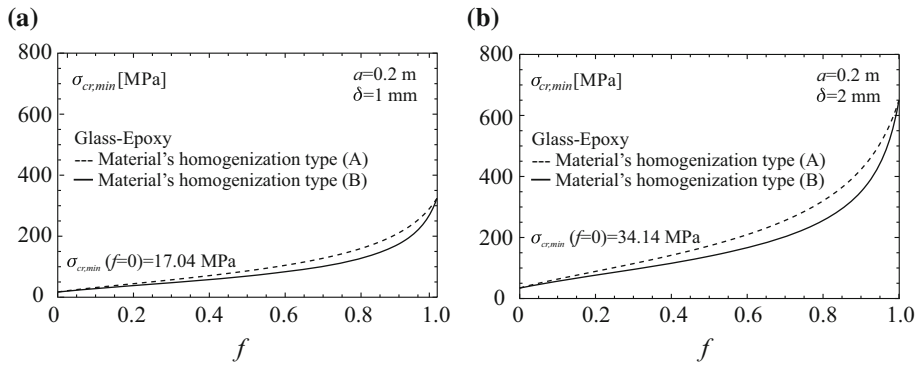 (a)
800
600
400
200
0
σcr,min[MPa]
a=0.2 m
δ=1 mm
Glass-Epoxy
Material's homogenization type (A)
Material's homogenization type (B)
σcr,min (f=0)=17.04 MPa
0 0.2 0.4 0.6 0.8 1.0
f
(b)
800
600
400
200
0
σcr,min[MPa]
a=0.2 m
δ=2 mm
Glass-Epoxy
Material's homogenization type (A)
Material's homogenization type (B)
σcr,min (f=0)=34.14 MPa
0 0.2 0.4 0.6 0.8 1.0
f